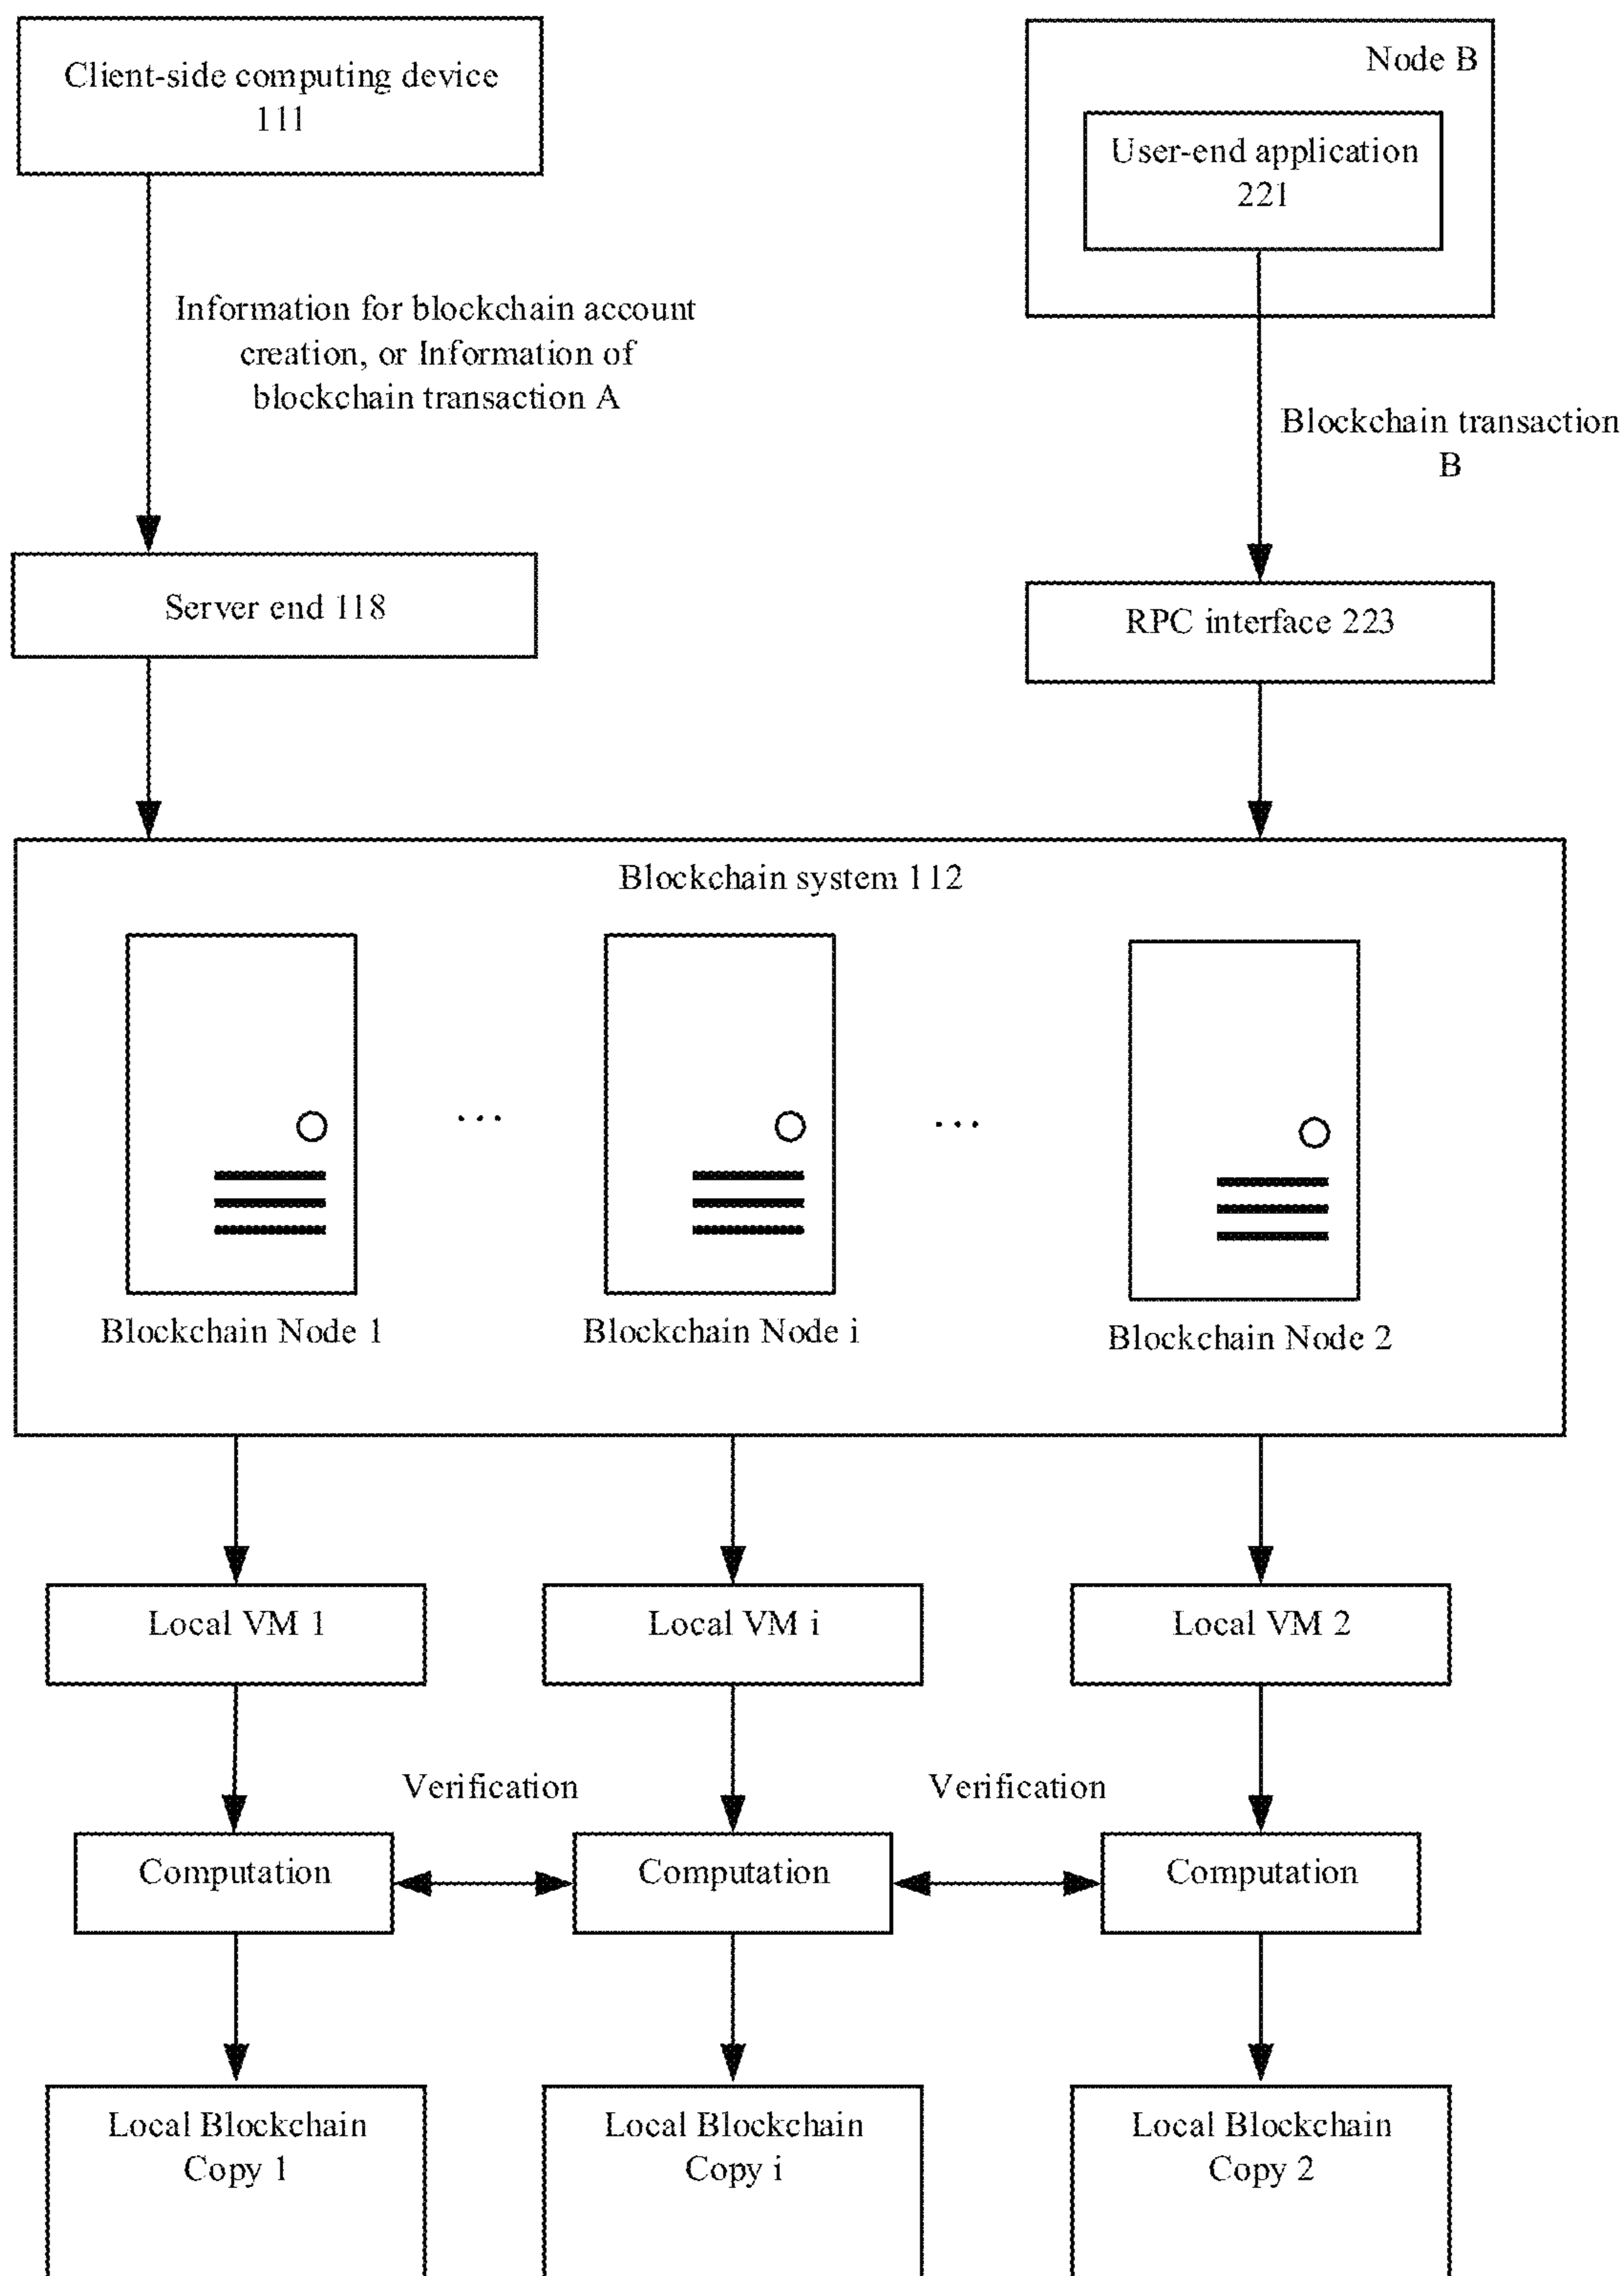 Client-side computing device
111
Node B
User-end application
221
Information for blockchain account
creation, or Information of
blockchain transaction A
Blockchain transaction
B
Server end 118
RPC interface 223
Blockchain system 112
...
...
Blockchain Node 1
Blockchain Node i
Blockchain Node 2
Local VM 1
Local VM i
Local VM 2
Verification
Verification
Computation
Computation
Computation
Local Blockchain
Copy 1
Local Blockchain
Copy i
Local Blockchain
Copy 2